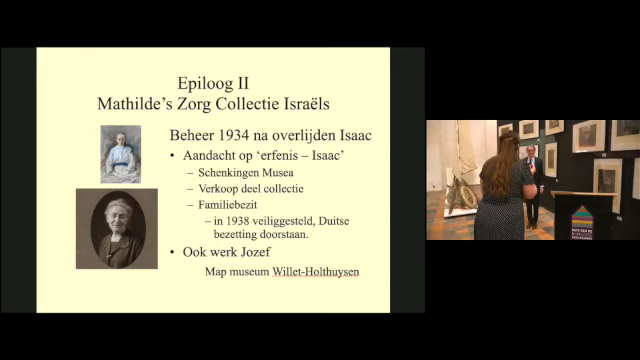 Epiloog II
Mathilde's Zorg Collectie Israëls
Beheer 1934 na overlijden Isaac
• Aandacht op 'erfenis – Isaac'
– Schenkingen Musea
– Verkoop deel collectie
– Familiebezit
– in 1938 veiliggesteld, Duitse
bezetting doorstaan.
• Ook werk Jozef
Map museum Willet-Holthuysen